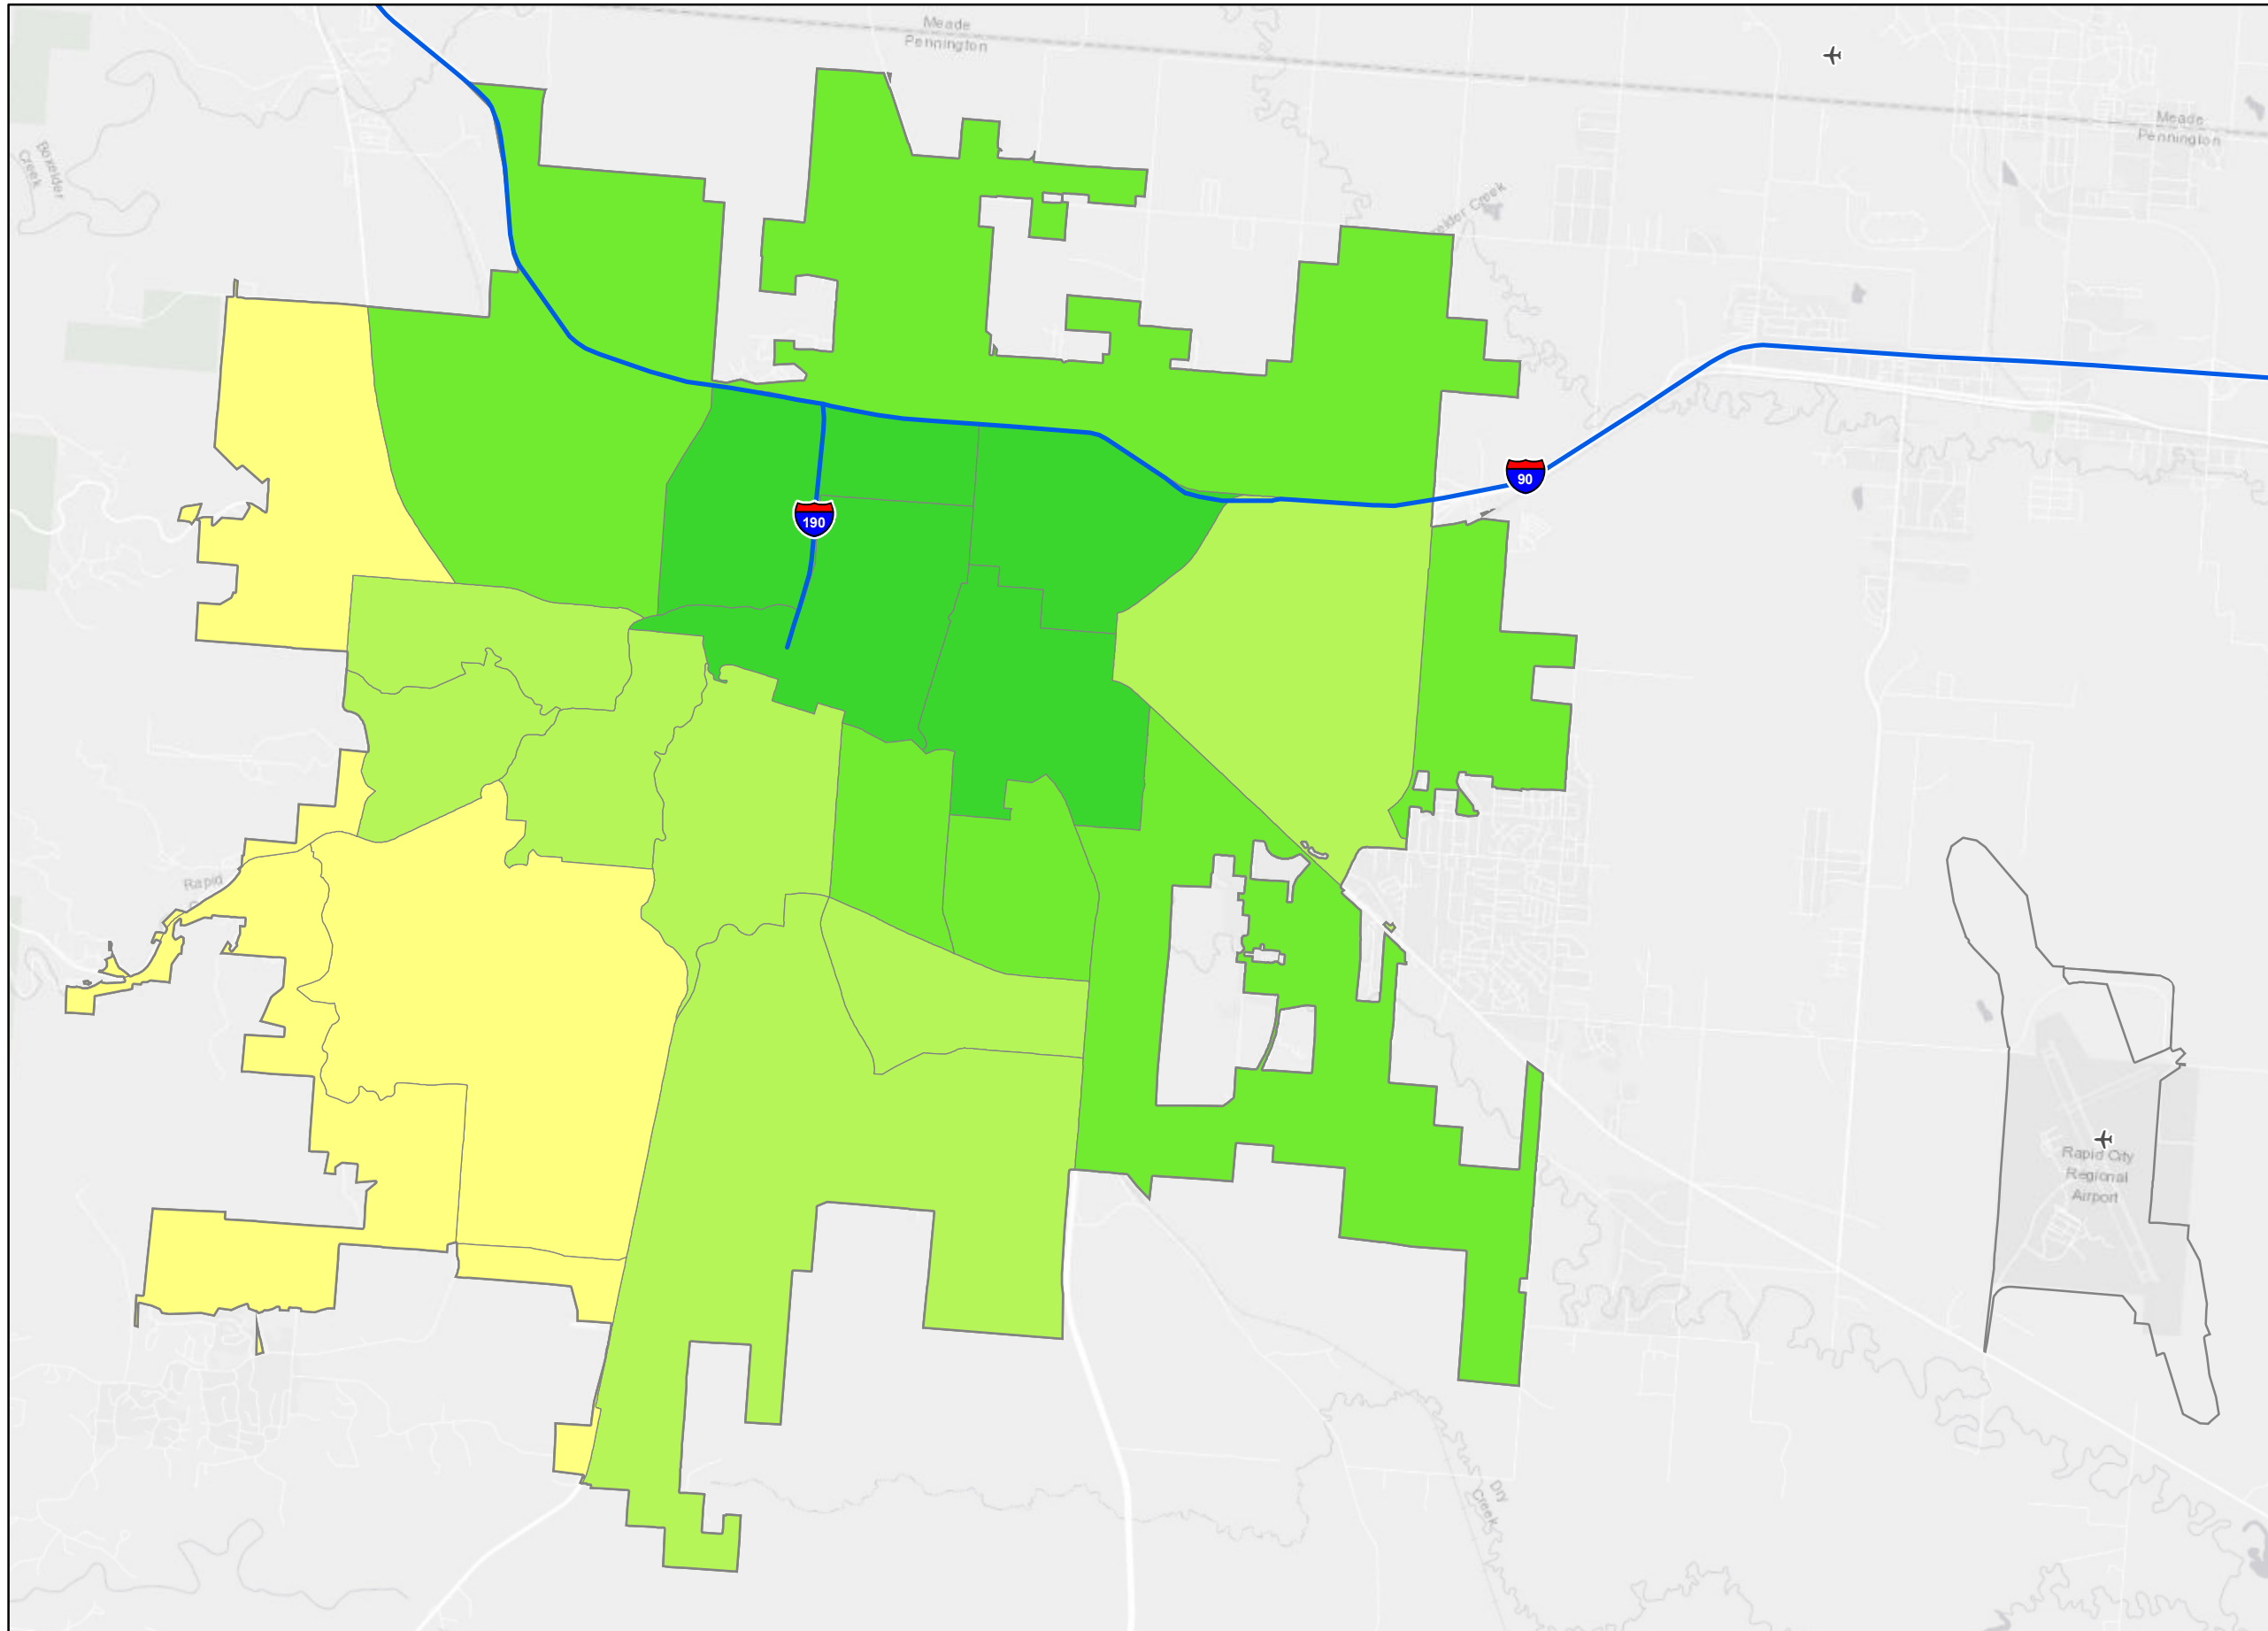 Meade
Pennington
Meade
Pennington
Boxelder
Creek
elder Creek
90
190
Rapid
Rapid City
Regional
Airport
Dry
Creek